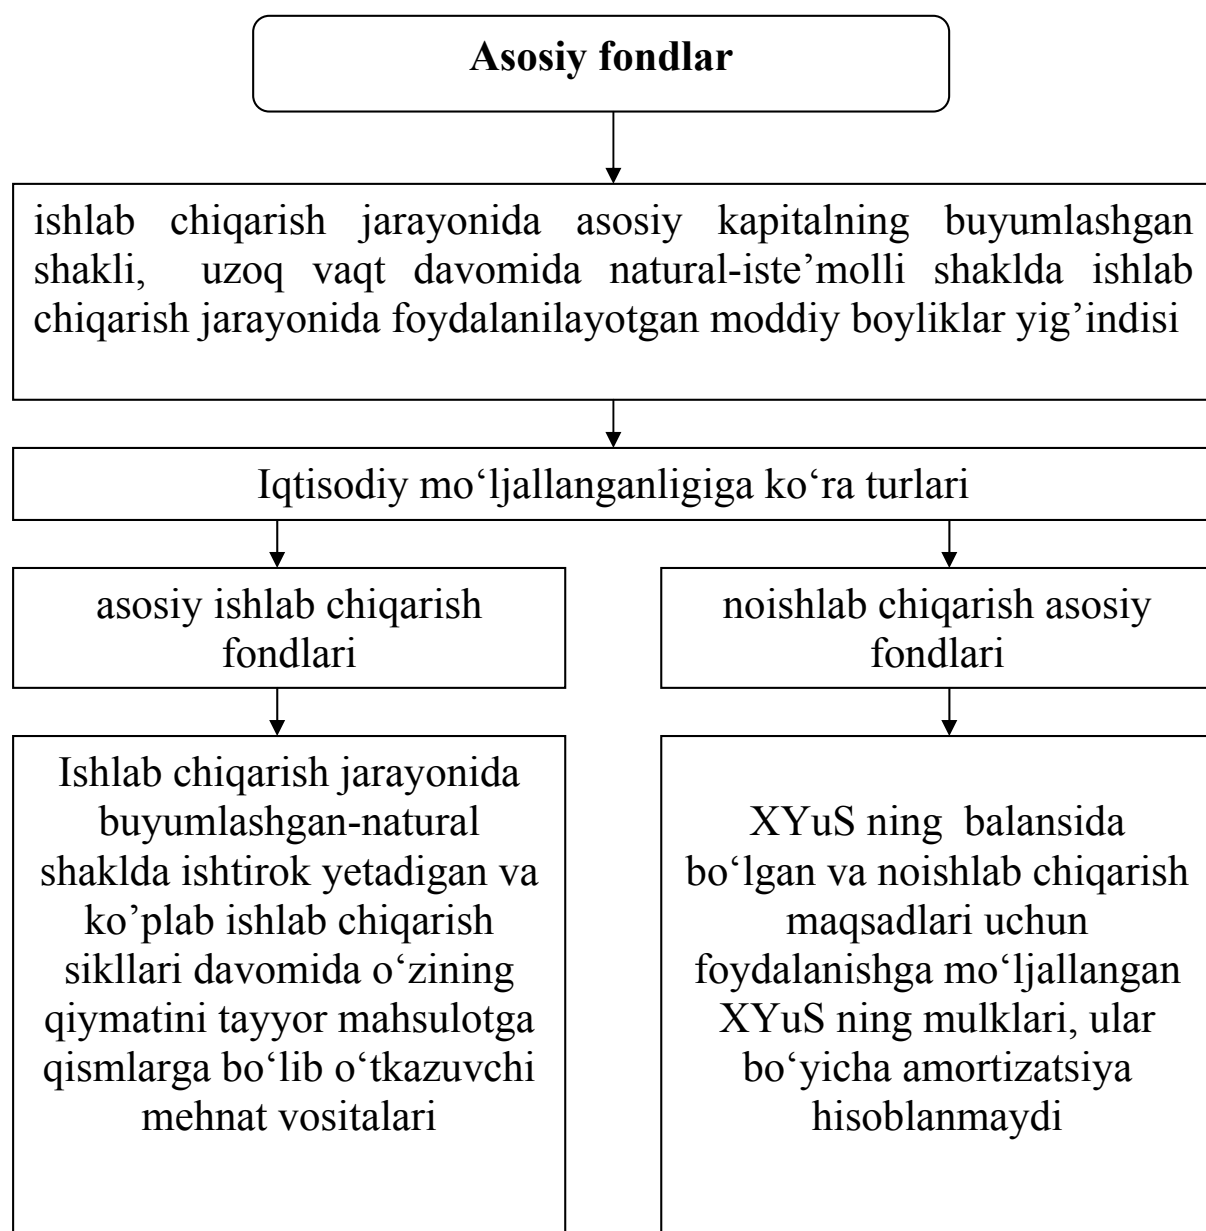 Asosiy fondlar
ishlab chiqarish jarayonida asosiy kapitalning buyumlashgan
shakli, uzoq vaqt davomida natural-iste’molli shaklda ishlab
chiqarish jarayonida foydalanilayotgan moddiy boyliklar yig’indisi
Iqtisodiy mo‘ljallanganligiga ko‘ra turlari
asosiy ishlab chiqarish
fondlari
noishlab chiqarish asosiy
fondlari
Ishlab chiqarish jarayonida
buyumlashgan-natural
shaklda ishtirok yetadigan va
ko’plab ishlab chiqarish
sikllari davomida o‘zining
qiymatini tayyor mahsulotga
qismlarga bo‘lib o‘tkazuvchi
mehnat vositalari
XYuS ning balansida
bo‘lgan va noishlab chiqarish
maqsadlari uchun
foydalanishga mo‘ljallangan
XYuS ning mulklari, ular
bo‘yicha amortizatsiya
hisoblanmaydi